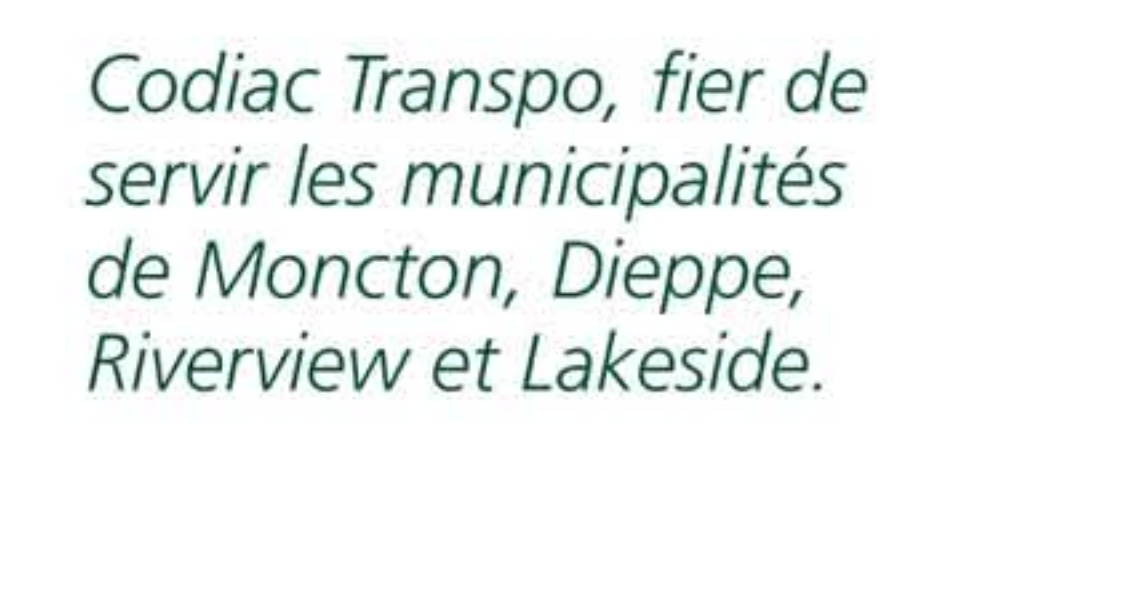 Codiac Transpo, fier de
servir les municipalités
de Moncton, Dieppe,
Riverview et Lakeside.